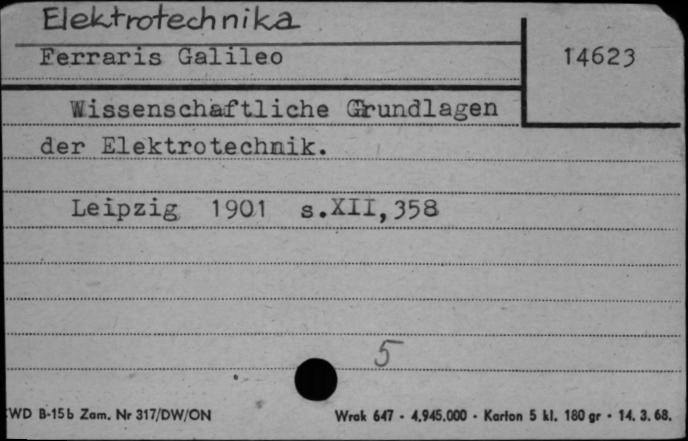 Elektrotechnika
Ferraris Galileo
14623
Wissenschaftliche Grundlagen
der Elektrotechnik.
Leipzig 1901 s.XII,358
5
WD B-15b Zam. Nr 317/DW/ON
Wrak 647 - 4.945.000 - Karton 5 kl. 180 gr - 14. 3. 68.